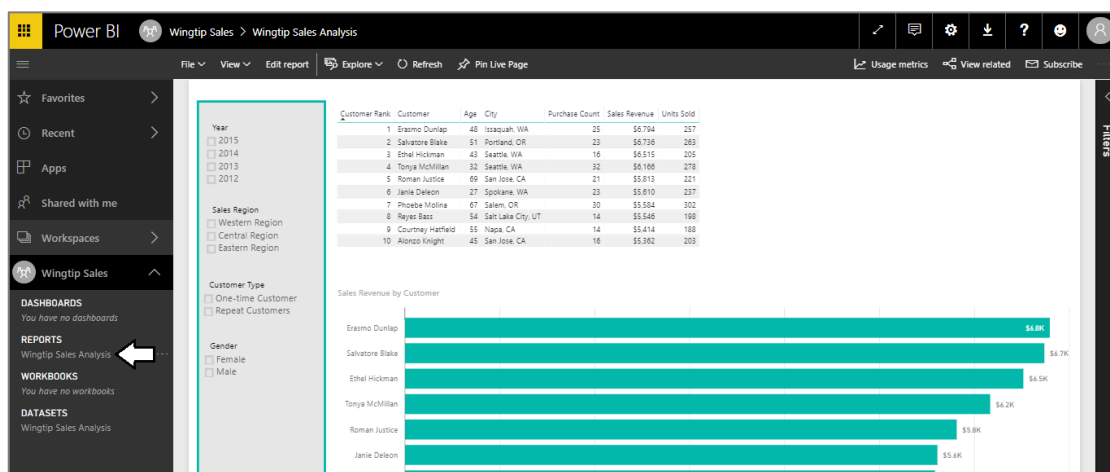 Power BI
Wingtip Sales > Wingtip Sales Analysis
?
File View Edit report Explore Refresh Pin Live Page Usage metrics View related Subscribe
Favorites
Recent
Apps
Shared with me
Workspaces
Wingtip Sales
DASHBOARDS
You have no dashboards
REPORTS
Wingtip Sales Analysis
WORKBOOKS
You have no workbooks
DATASETS
Wingtip Sales Analysis
Year
2015
2014
2013
2012
Sales Region
Western Region
Central Region
Eastern Region
Customer Type
One-time Customer
Repeat Customers
Gender
Female
Male
Customer Rank Customer Age City Purchase Count Sales Revenue Units Sold
1 Erasmo Dunlap 48 Issaquah, WA 25 $6,794 257
2 Salvatore Blake 51 Portland, OR 23 $6,736 263
3 Ethel Hickman 43 Seattle, WA 16 $6,515 205
4 Tonya McMillan 32 Seattle, WA 32 $6,166 278
5 Roman Justice 69 San Jose, CA 21 $5,813 221
6 Janie Deleon 27 Spokane, WA 23 $5,610 237
7 Phoebe Molina 67 Salem, OR 30 $5,584 302
8 Reyes Bass 54 Salt Lake City, UT 14 $5,546 198
9 Courtney Hatfield 55 Napa, CA 14 $5,414 188
10 Alonzo Knight 45 San Jose, CA 16 $5,362 203
Sales Revenue by Customer
Erasmo Dunlap $6.8K
Salvatore Blake $6.7K
Ethel Hickman $6.5K
Tonya McMillan $6.2K
Roman Justice $5.8K
Janie Deleon $5.6K
Filters